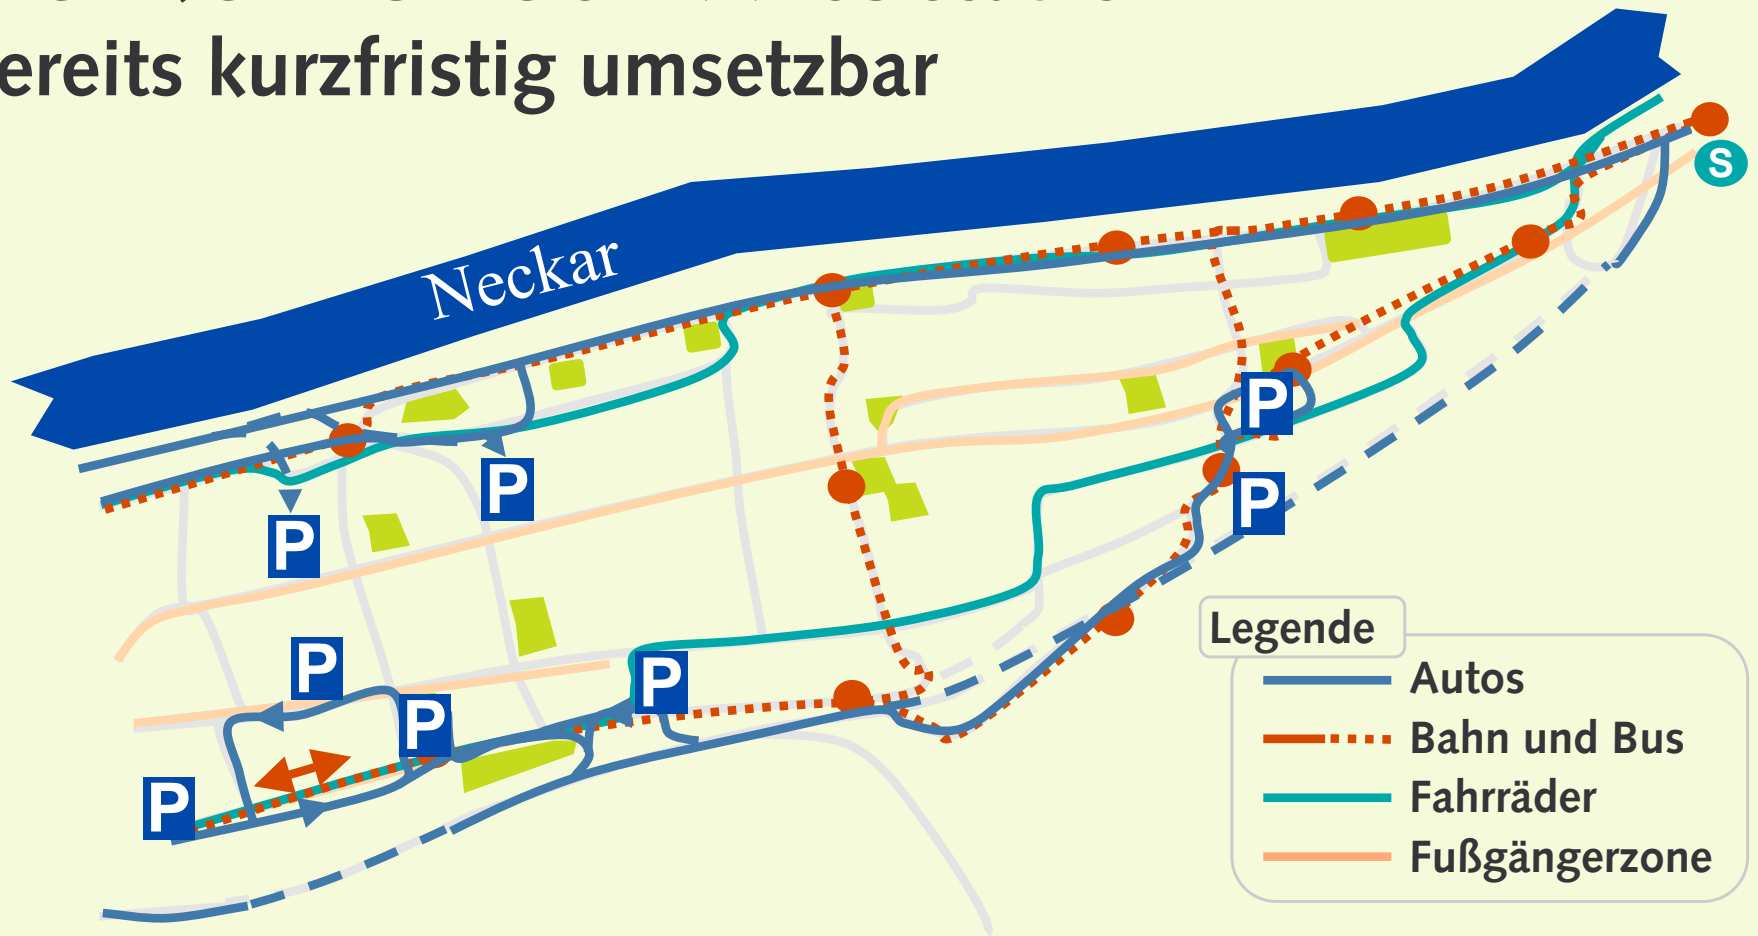 ereits kurzfristig umsetzbar
Neckar
S
P
P
P
P
P
P
P
P
Legende
Autos
Bahn und Bus
Fahrräder
Fußgängerzone